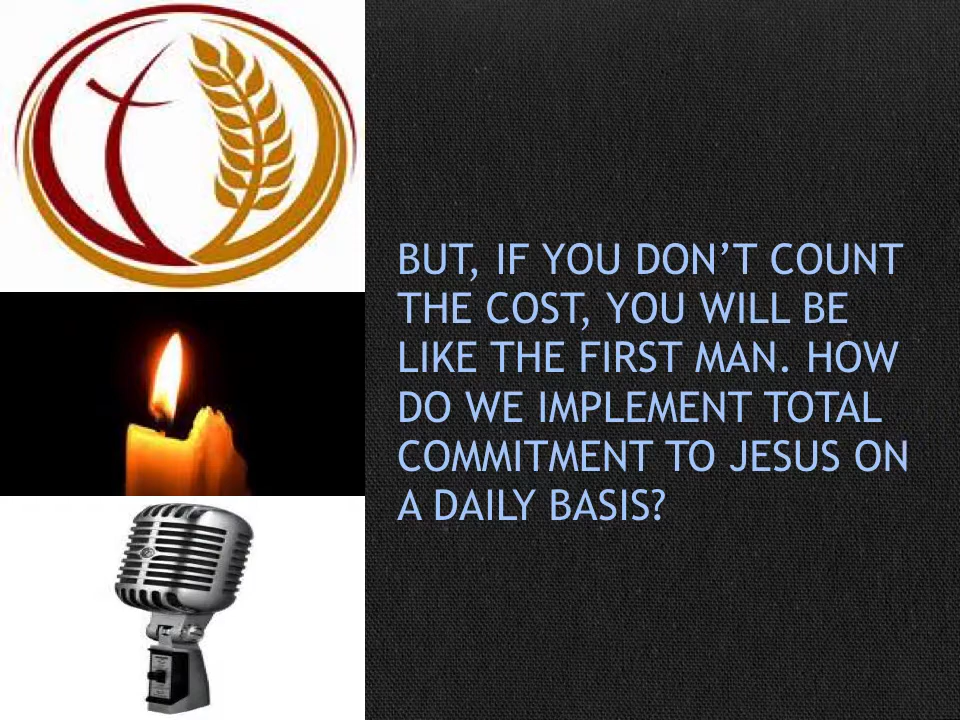 BUT, IF YOU DON’T COUNT
THE COST, YOU WILL BE
LIKE THE FIRST MAN. HOW
DO WE IMPLEMENT TOTAL
COMMITMENT TO JESUS ON
A DAILY BASIS?